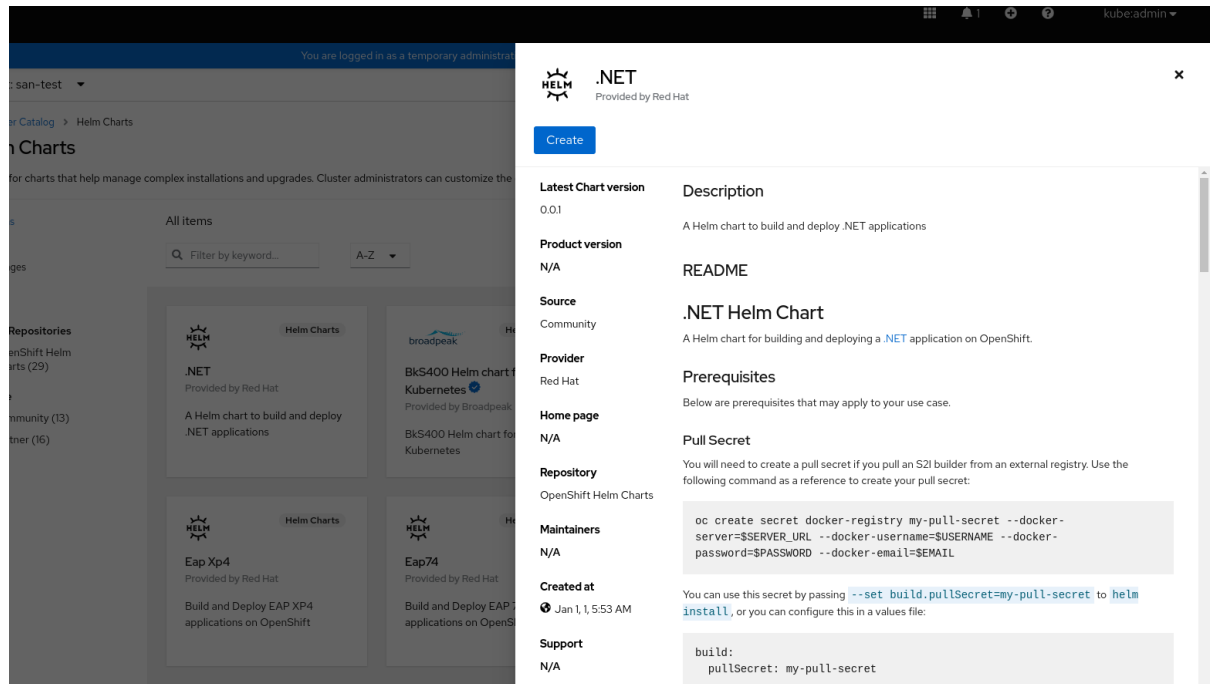 1
kube:admin
You are logged in as a temporary administrat
: san-test
er Catalog > Helm Charts
n Charts
for charts that help manage complex installations and upgrades. Cluster administrators can customize the
s
All items
Filter by keyword...
A-Z
ges
Repositories
enShift Helm
arts (29)
e
mmunity (13)
tner (16)
HELM
Helm Charts
.NET
Provided by Red Hat
A Helm chart to build and deploy
.NET applications
broadpeak
He
BkS400 Helm chart f
Kubernetes
Provided by Broadpeak
BkS400 Helm chart for
Kubernetes
HELM
Helm Charts
Eap Xp4
Provided by Red Hat
Build and Deploy EAP XP4
applications on OpenShift
HELM
He
Eap74
Provided by Red Hat
Build and Deploy EAP 7
applications on OpenS
HELM
.NET
Provided by Red Hat
Create
Latest Chart version
0.0.1
Product version
N/A
Source
Community
Provider
Red Hat
Home page
N/A
Repository
OpenShift Helm Charts
Maintainers
N/A
Created at
Jan 1, 1, 5:53 AM
Support
N/A
Description
A Helm chart to build and deploy .NET applications
README
.NET Helm Chart
A Helm chart for building and deploying a .NET application on OpenShift.
Prerequisites
Below are prerequisites that may apply to your use case.
Pull Secret
You will need to create a pull secret if you pull an S2I builder from an external registry. Use the
following command as a reference to create your pull secret:
oc create secret docker-registry my-pull-secret --docker-
server=$SERVER_URL --docker-username=$USERNAME --docker-
password=$PASSWORD --docker-email=$EMAIL
You can use this secret by passing --set build.pullSecret=my-pull-secret to helm
install, or you can configure this in a values file:
build:
  pullSecret: my-pull-secret